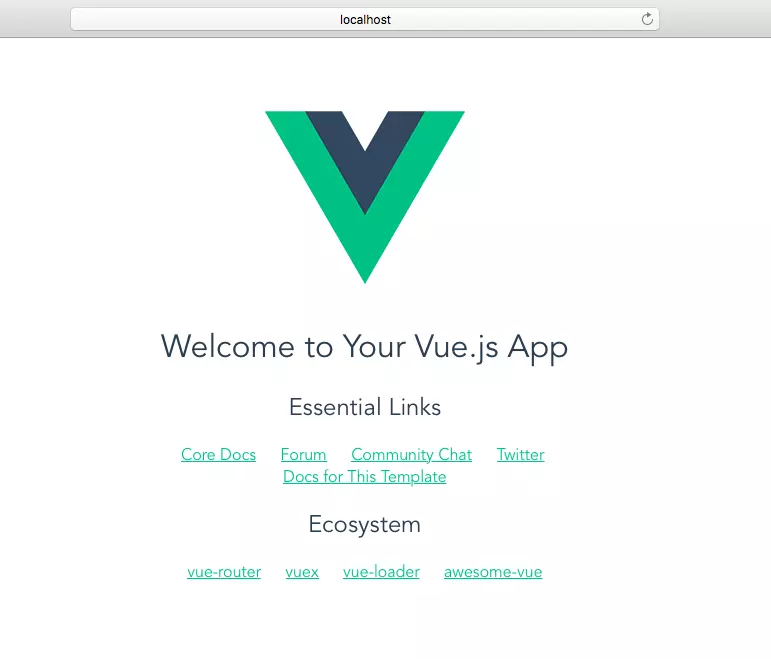 localhost
Welcome to Your Vue.js App
Essential Links
Core Docs Forum Community Chat Twitter
Docs for This Template
Ecosystem
vue-router vuex vue-loader awesome-vue